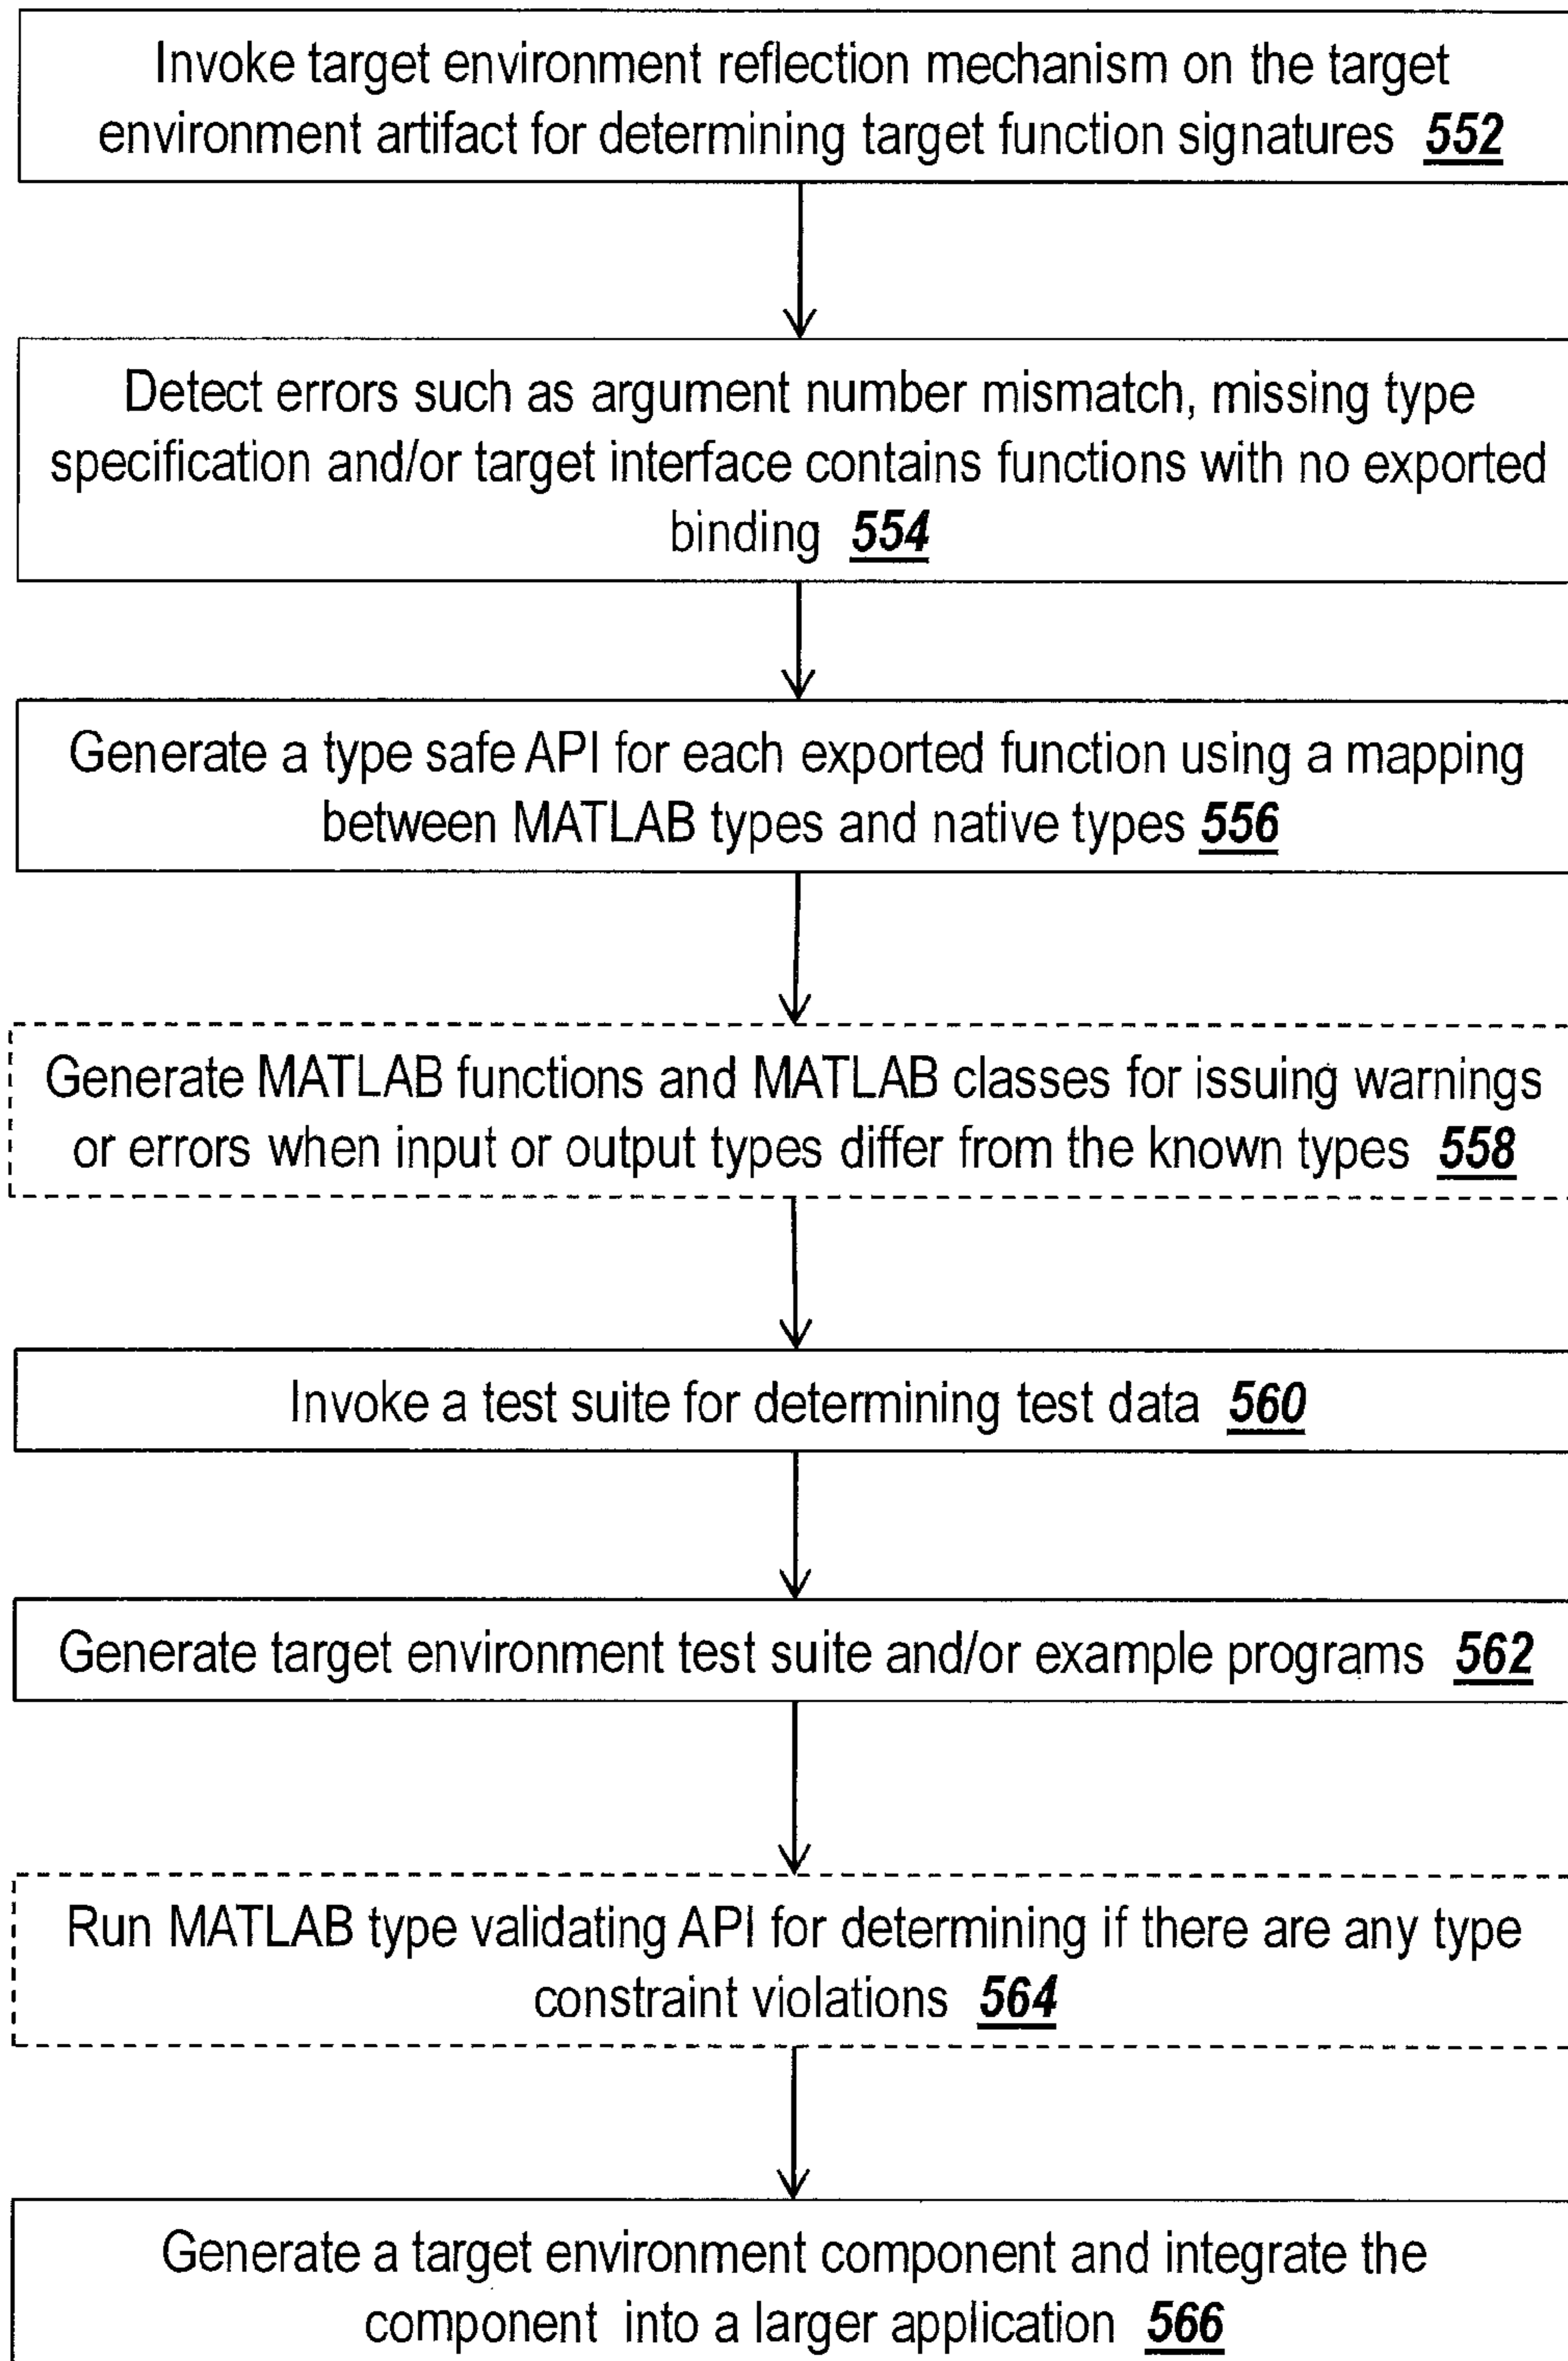 Invoke target environment reflection mechanism on the target
environment artifact for determining target function signatures 552
Detect errors such as argument number mismatch, missing type
specification and/or target interface contains functions with no exported
binding 554
Generate a type safe API for each exported function using a mapping
between MATLAB types and native types 556
Generate MATLAB functions and MATLAB classes for issuing warnings
or errors when input or output types differ from the known types 558
Invoke a test suite for determining test data 560
Generate target environment test suite and/or example programs 562
Run MATLAB type validating API for determining if there are any type
constraint violations 564
Generate a target environment component and integrate the
component into a larger application 566